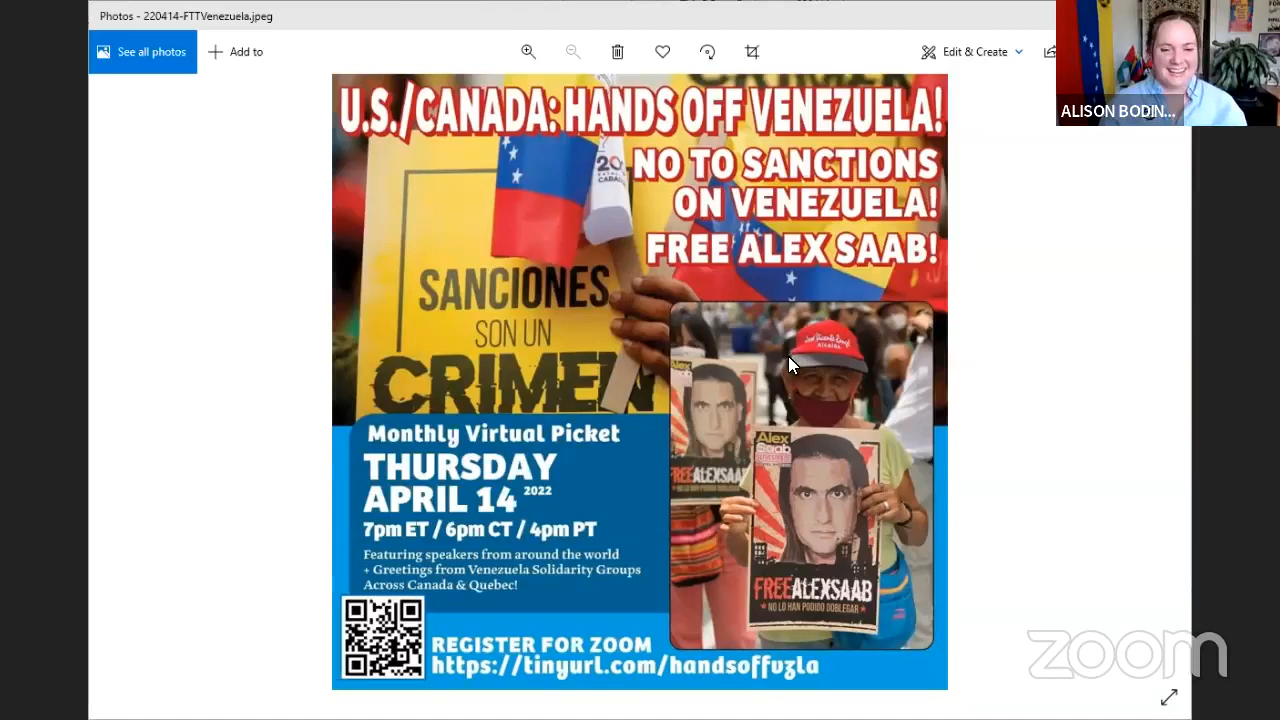 Photos - 220414-FTTVenezuela.jpeg
See all photos
Add to
Edit & Create
ALISON BODIN...
U.S./CANADA: HANDS OFF VENEZUELA!
NO TO SANCTIONS
ON VENEZUELA!
FREE ALEX SAAB!
SANCIONES
SON UN
CRIMEN
Monthly Virtual Picket
THURSDAY
APRIL 14 2022
7pm ET / 6pm CT / 4pm PT
Featuring speakers from around the world
+ Greetings from Venezuela Solidarity Groups
Across Canada & Quebec!
REGISTER FOR ZOOM
https://tinyurl.com/handsoffvzla
Alex
Saab
FREEALEXSAAB
NO LO HAN PODIDO DOBLEGAR
Alex
FREEALEXSAAB
zoom